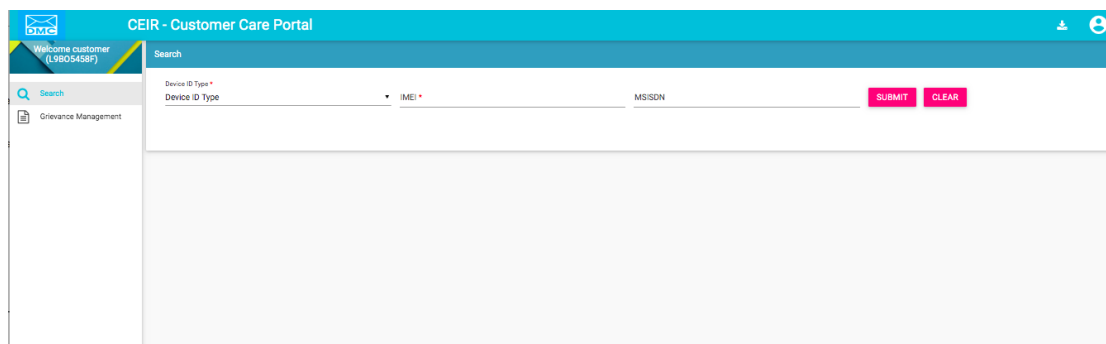 DMC
CEIR - Customer Care Portal
Welcome customer
(L9BO5458F)
Search
Search
Grievance Management
Device ID Type *
Device ID Type
IMEI *
MSISDN
SUBMIT
CLEAR